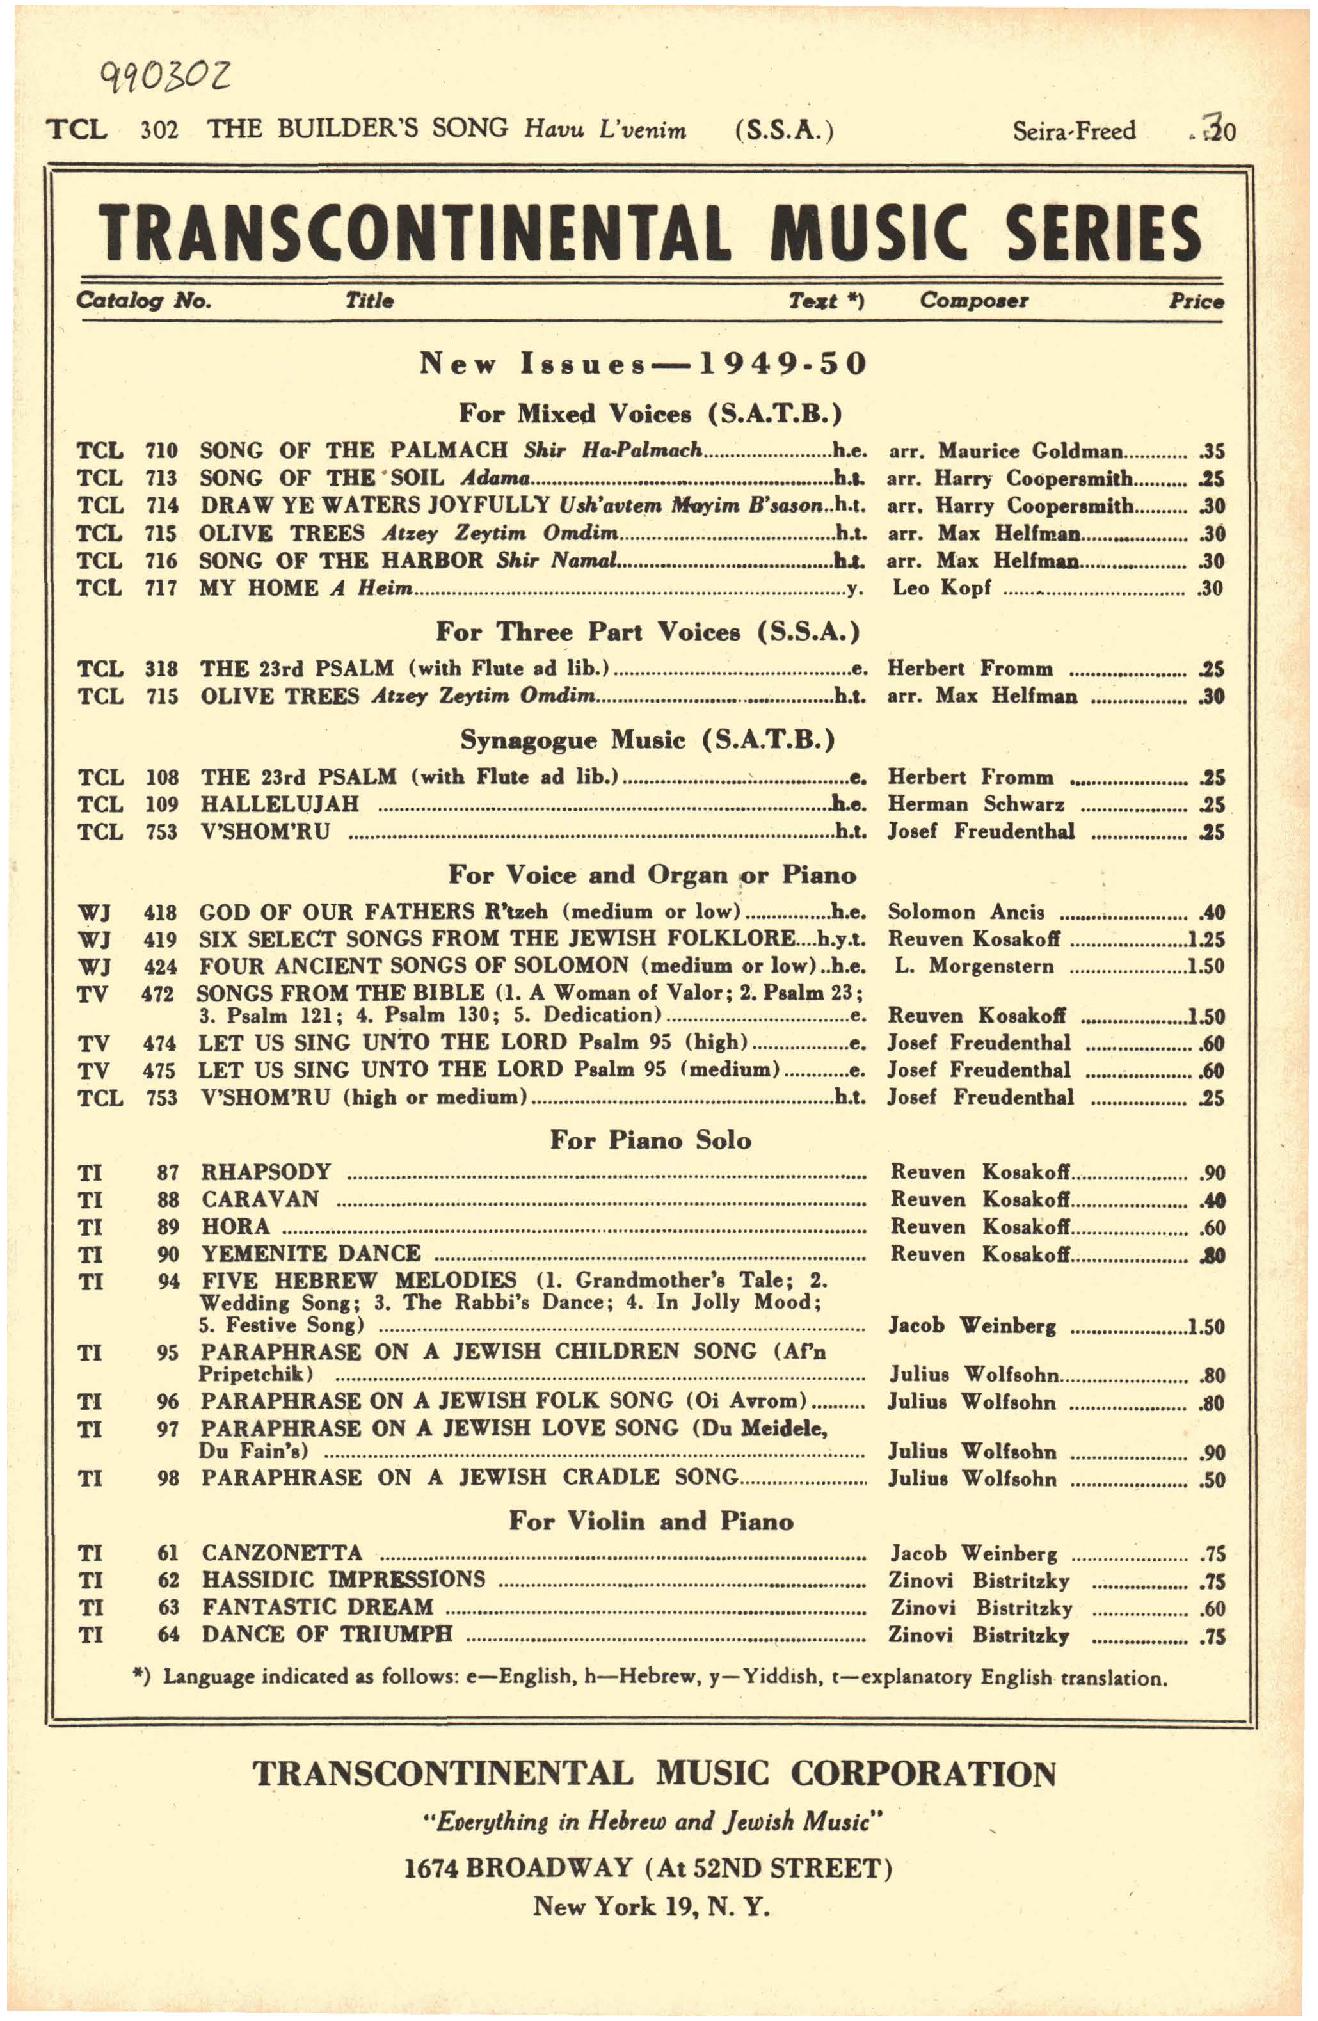 990302
TCL 302 THE BUILDER'S SONG Havu L'venim (S.S.A.) Seira-Freed .30
TRANSCONTINENTAL MUSIC SERIES
Catalog No. Title Text *) Composer Price
New Issues—1949-50
For Mixed Voices (S.A.T.B.)
TCL 710 SONG OF THE PALMACH Shir Ha-Palmach........................h.e. arr. Maurice Goldman............ .35
TCL 713 SONG OF THE SOIL Adama........................................................h.t. arr. Harry Coopersmith.......... .25
TCL 714 DRAW YE WATERS JOYFULLY Ush'avtem Mayim B'sason..h.t. arr. Harry Coopersmith.......... .30
TCL 715 OLIVE TREES Atzey Zeytim Omdim........................................h.t. arr. Max Helfman.................... .30
TCL 716 SONG OF THE HARBOR Shir Namal........................................h.t. arr. Max Helfman.................... .30
TCL 717 MY HOME A Heim................................................................................y. Leo Kopf .................................. .30
For Three Part Voices (S.S.A.)
TCL 318 THE 23rd PSALM (with Flute ad lib.)............................................e. Herbert Fromm ...................... .25
TCL 715 OLIVE TREES Atzey Zeytim Omdim............................................h.t. arr. Max Helfman .................. .30
Synagogue Music (S.A.T.B.)
TCL 108 THE 23rd PSALM (with Flute ad lib.)..........................................e. Herbert Fromm ...................... .25
TCL 109 HALLELUJAH ....................................................................................h.e. Herman Schwarz .................... .25
TCL 753 V'SHOM'RU ..........................................................................................h.t. Josef Freudenthal .................. .25
For Voice and Organ or Piano
WJ 418 GOD OF OUR FATHERS R'tzeh (medium or low)................h.e. Solomon Ancis ........................ .40
WJ 419 SIX SELECT SONGS FROM THE JEWISH FOLKLORE....h.y.t. Reuven Kosakoff ......................1.25
WJ 424 FOUR ANCIENT SONGS OF SOLOMON (medium or low)..h.e. L. Morgenstern ......................1.50
TV 472 SONGS FROM THE BIBLE (1. A Woman of Valor; 2. Psalm 23;
3. Psalm 121; 4. Psalm 130; 5. Dedication)..................................e. Reuven Kosakoff ....................1.50
TV 474 LET US SING UNTO THE LORD Psalm 95 (high)..................e. Josef Freudenthal .................... .60
TV 475 LET US SING UNTO THE LORD Psalm 95 (medium)............e. Josef Freudenthal .................... .60
TCL 753 V'SHOM'RU (high or medium)........................................................h.t. Josef Freudenthal .................. .25
For Piano Solo
TI 87 RHAPSODY ................................................................................................ Reuven Kosakoff...................... .90
TI 88 CARAVAN .................................................................................................. Reuven Kosakoff...................... .40
TI 89 HORA ............................................................................................................ Reuven Kosakoff...................... .60
TI 90 YEMENITE DANCE ................................................................................ Reuven Kosakoff...................... .80
TI 94 FIVE HEBREW MELODIES (1. Grandmother's Tale; 2.
Wedding Song; 3. The Rabbi's Dance; 4. In Jolly Mood;
5. Festive Song) .......................................................................................... Jacob Weinberg ......................1.50
TI 95 PARAPHRASE ON A JEWISH CHILDREN SONG (Af'n
Pripetchik) .................................................................................................. Julius Wolfsohn........................ .80
TI 96 PARAPHRASE ON A JEWISH FOLK SONG (Oi Avrom).......... Julius Wolfsohn ...................... .80
TI 97 PARAPHRASE ON A JEWISH LOVE SONG (Du Meidele,
Du Fain's) .................................................................................................... Julius Wolfsohn ...................... .90
TI 98 PARAPHRASE ON A JEWISH CRADLE SONG........................ Julius Wolfsohn ...................... .50
For Violin and Piano
TI 61 CANZONETTA .......................................................................................... Jacob Weinberg ...................... .75
TI 62 HASSIDIC IMPRESSIONS .................................................................... Zinovi Bistritzky .................. .75
TI 63 FANTASTIC DREAM .............................................................................. Zinovi Bistritzky .................. .60
TI 64 DANCE OF TRIUMPH .......................................................................... Zinovi Bistritzky .................. .75
*) Language indicated as follows: e—English, h—Hebrew, y—Yiddish, t—explanatory English translation.
TRANSCONTINENTAL MUSIC CORPORATION
"Everything in Hebrew and Jewish Music"
1674 BROADWAY (At 52ND STREET)
New York 19, N. Y.